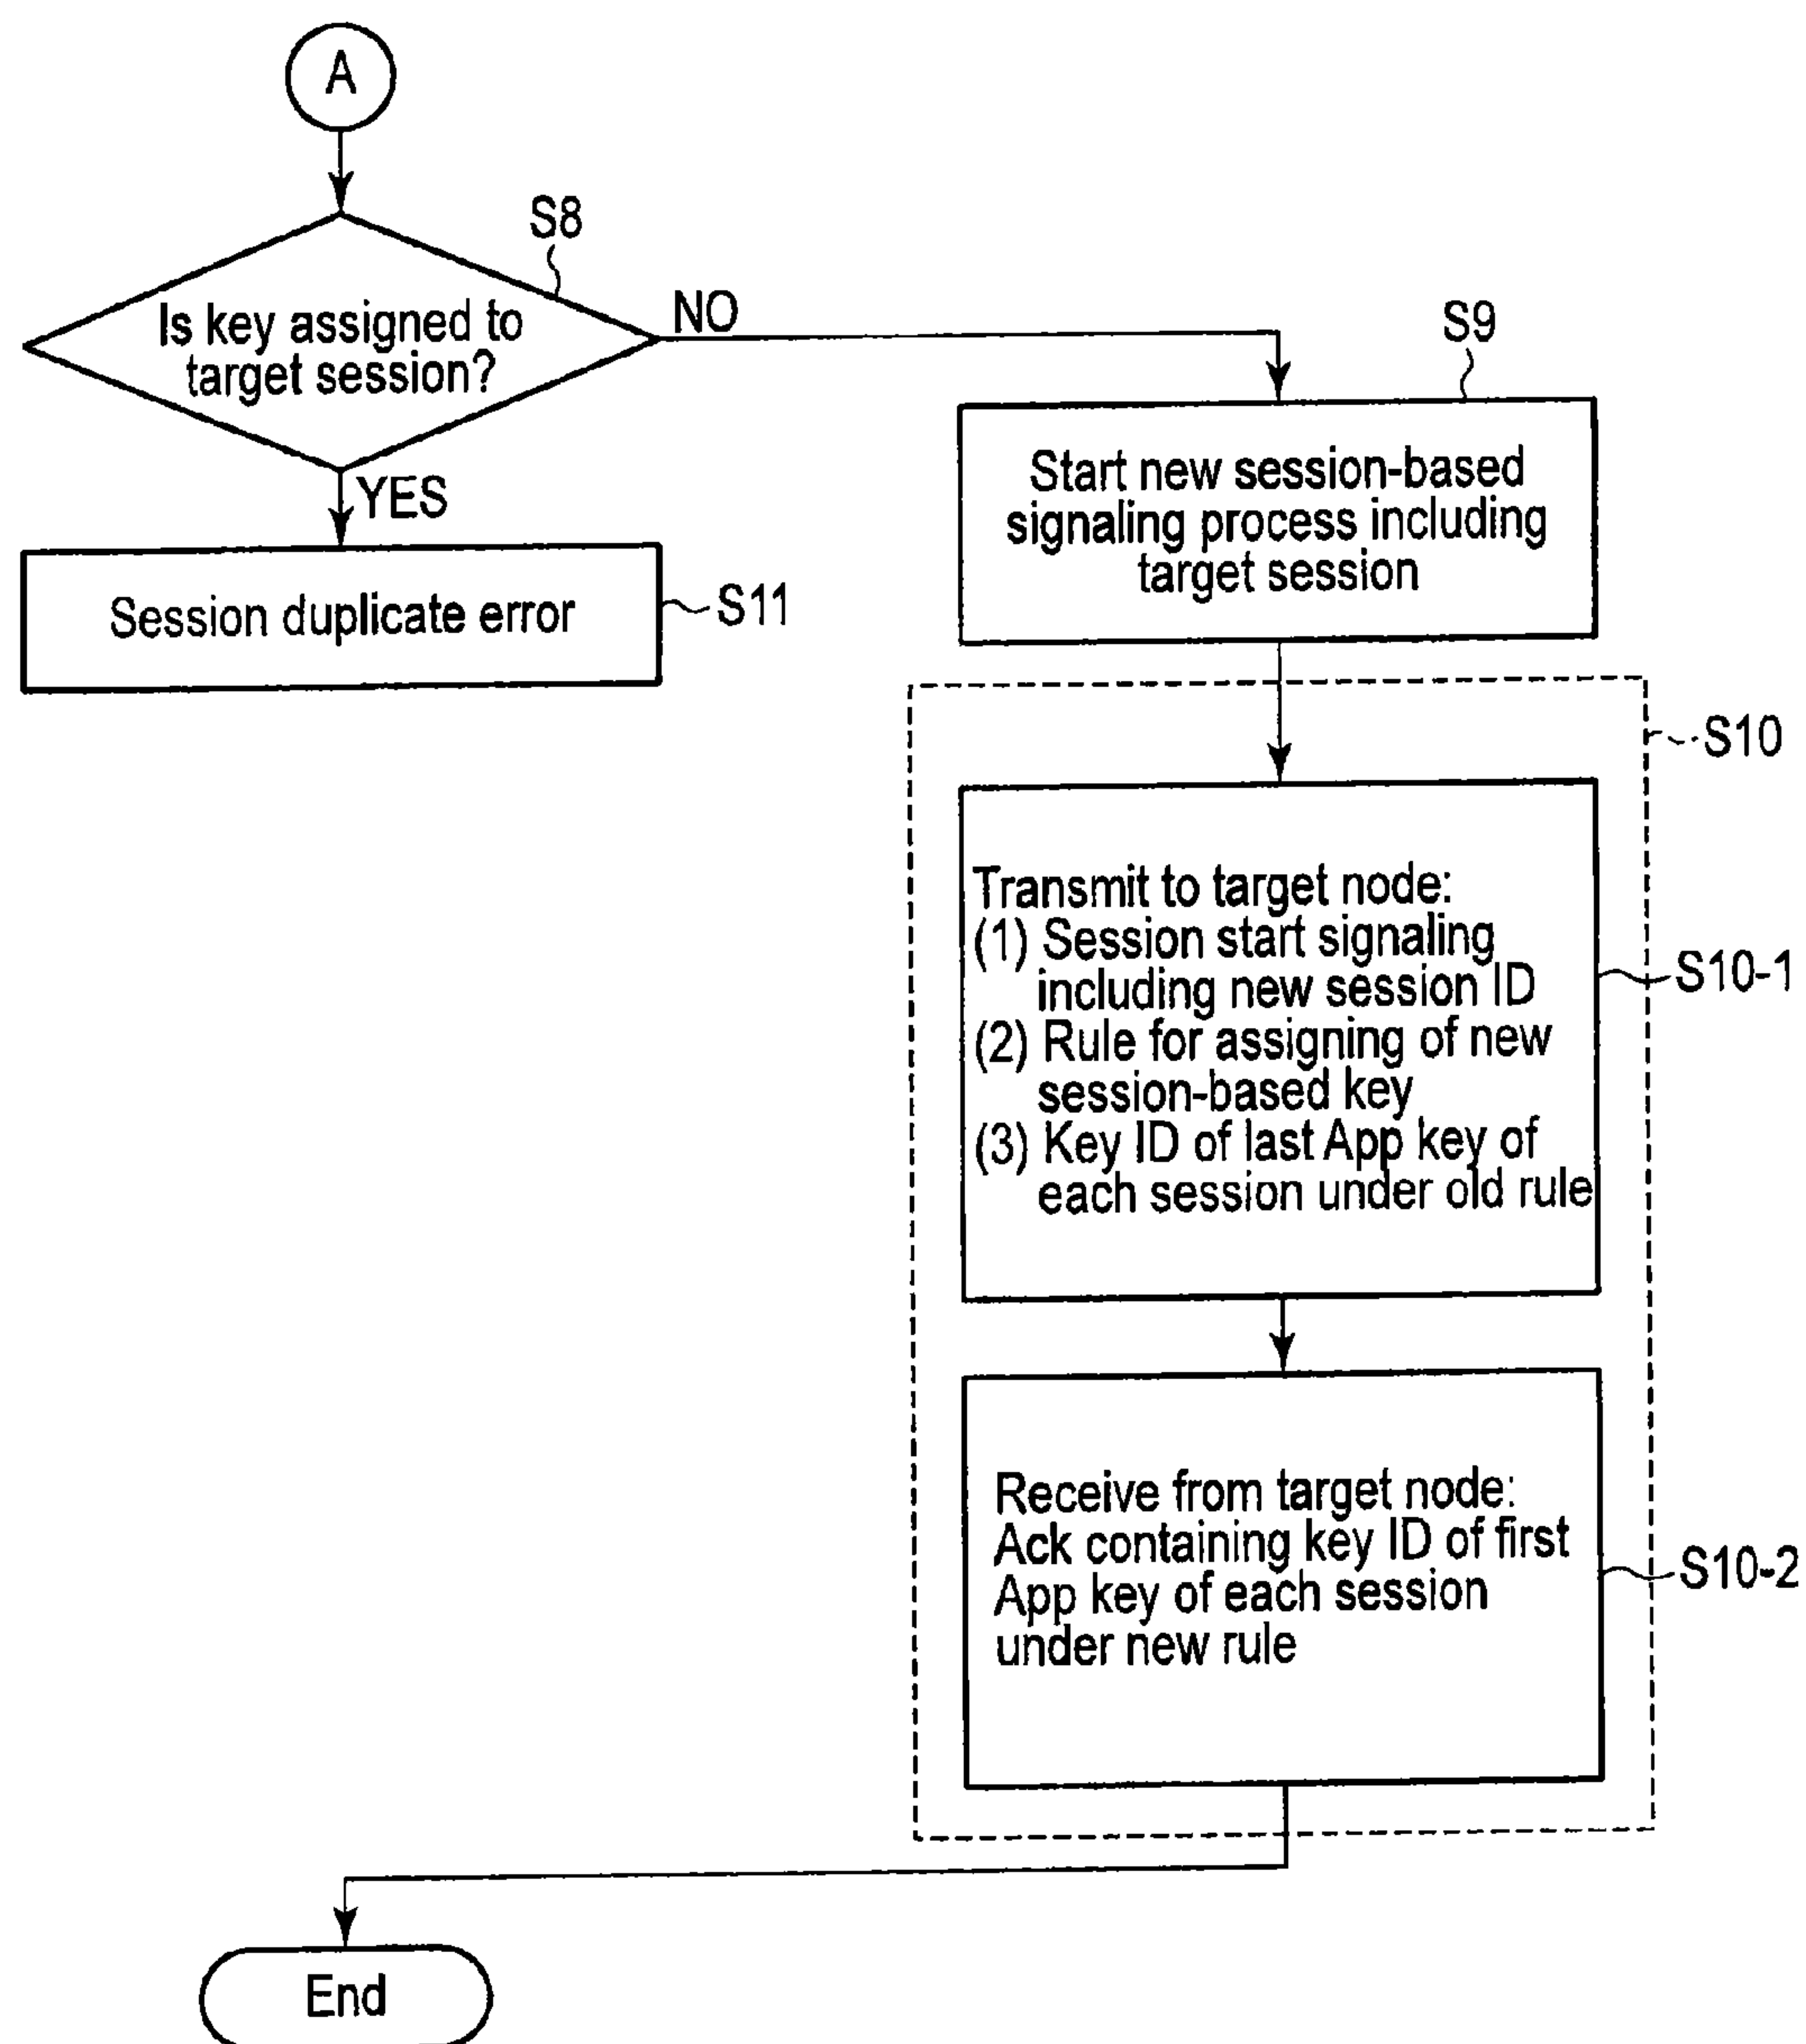 A
S8
Is key assigned to
target session?
NO
YES
Session duplicate error
S11
S9
Start new session-based
signaling process including
target session
S10
Transmit to target node:
(1) Session start signaling
including new session ID
(2) Rule for assigning of new
session-based key
(3) Key ID of last App key of
each session under old rule
S10-1
Receive from target node:
Ack containing key ID of first
App key of each session
under new rule
S10-2
End